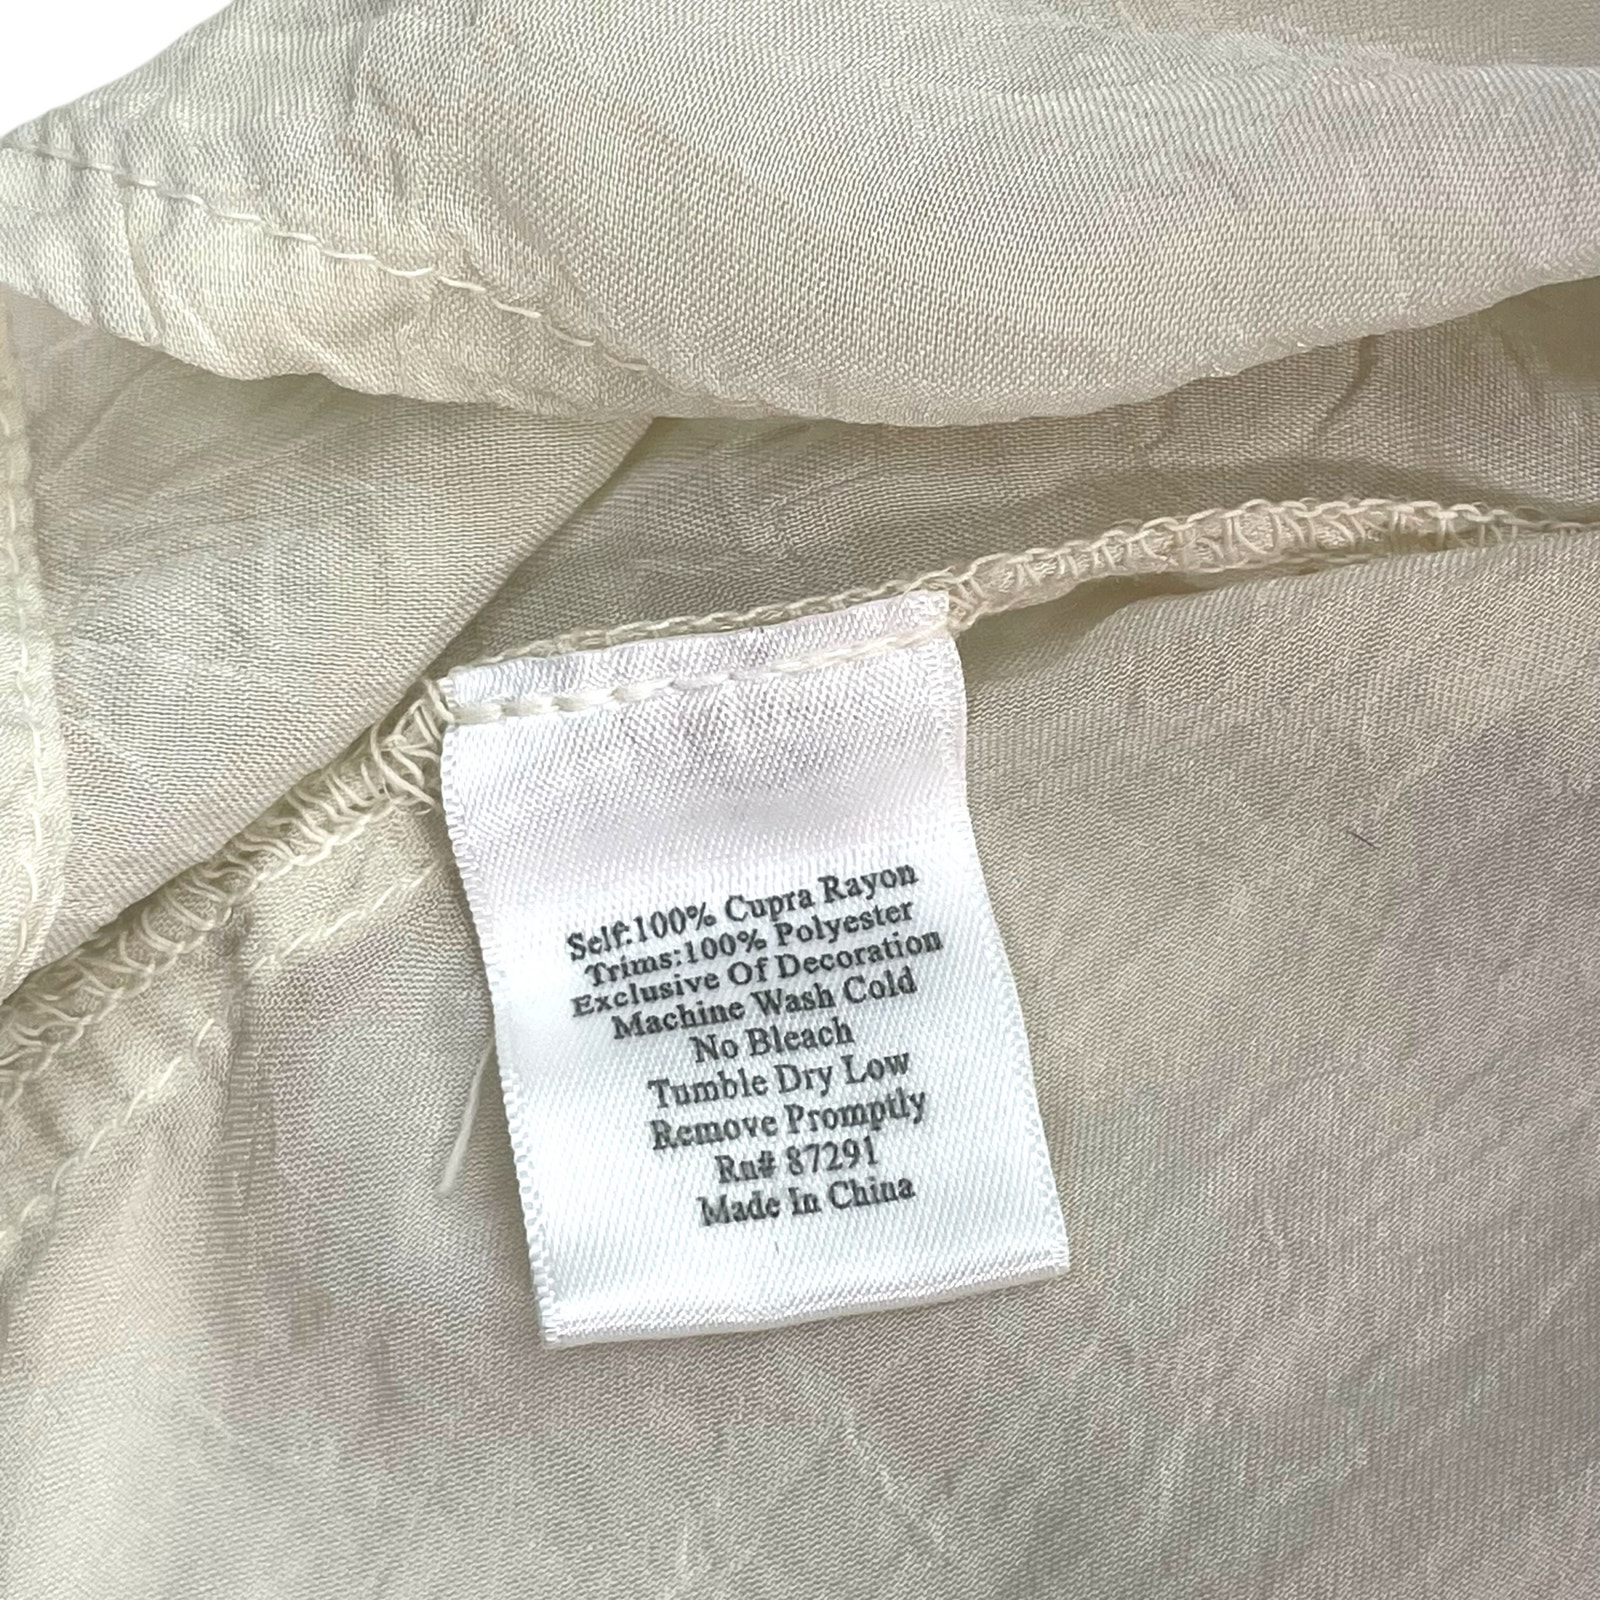 Self:100% Cupra Rayon
Trims:100% Polyester
Exclusive Of Decoration
Machine Wash Cold
No Bleach
Tumble Dry Low
Remove Promptly
Rn# 87291
Made In China